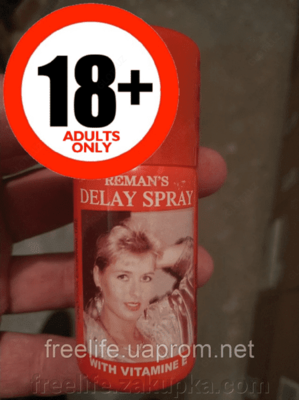 18+
ADULTS
ONLY
REMAN'S
DELAY SPRAY
freelife.uaprom.net
WITH VITAMINE E
freelife.zakupka.com